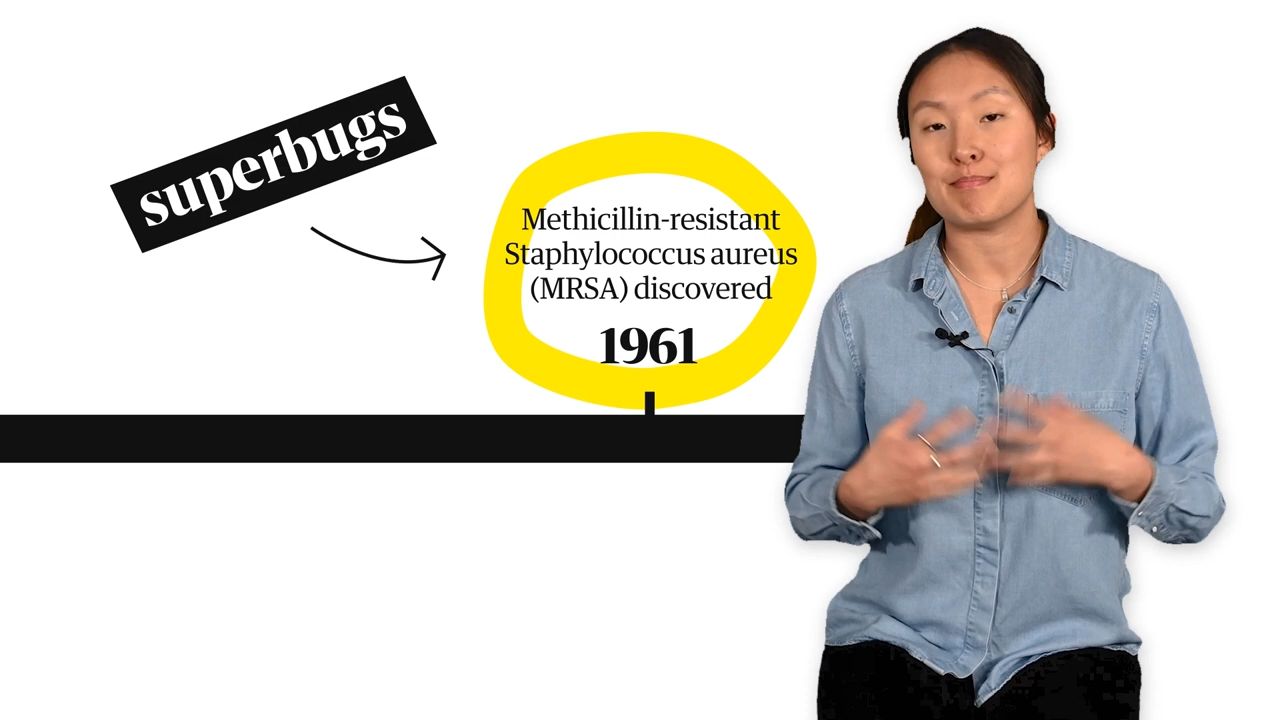 superbugs
Methicillin-resistant
Staphylococcus aureus
(MRSA) discovered
1961